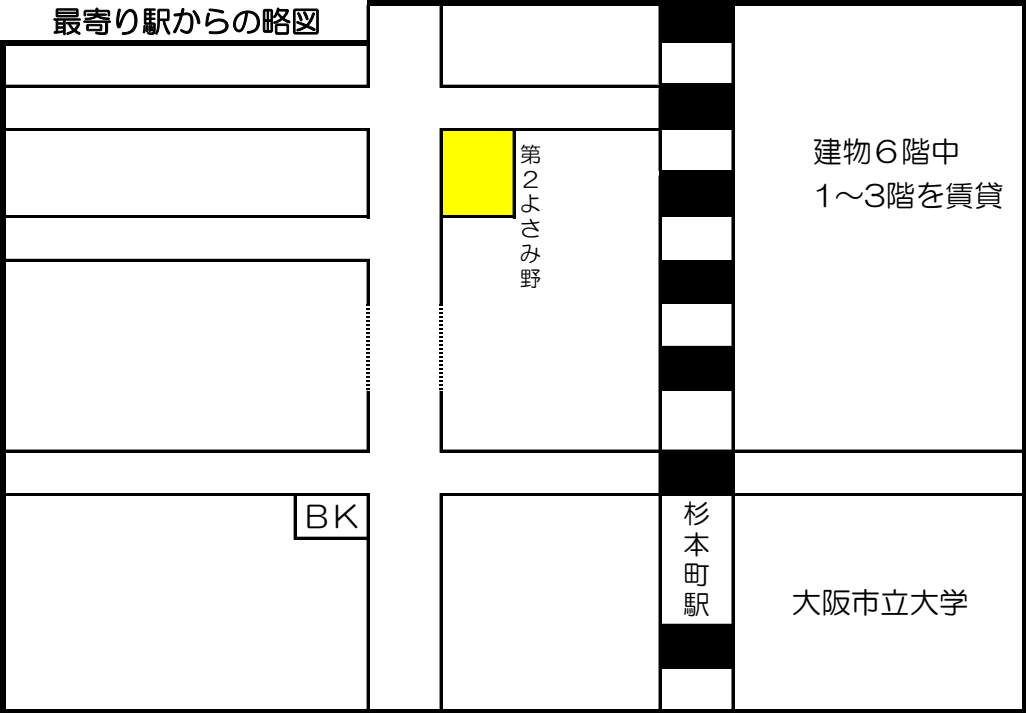 最寄り駅からの略図
建物６階中
1～3階を賃貸
第２よさみ野
ＢＫ
杉本町駅
大阪市立大学